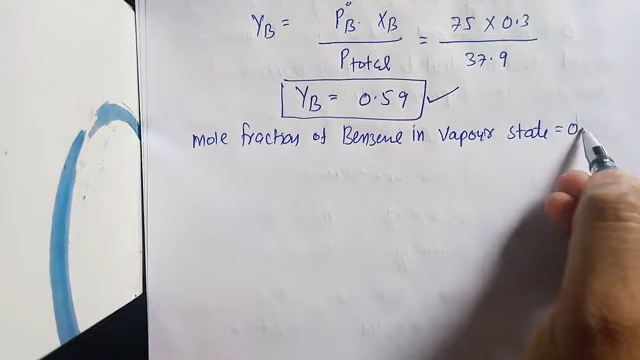 YB = P°B · XB / Ptotal = 75 × 0.3 / 37.9
YB = 0.59 ✓
mole fraction of Benzene in vapour state = 0